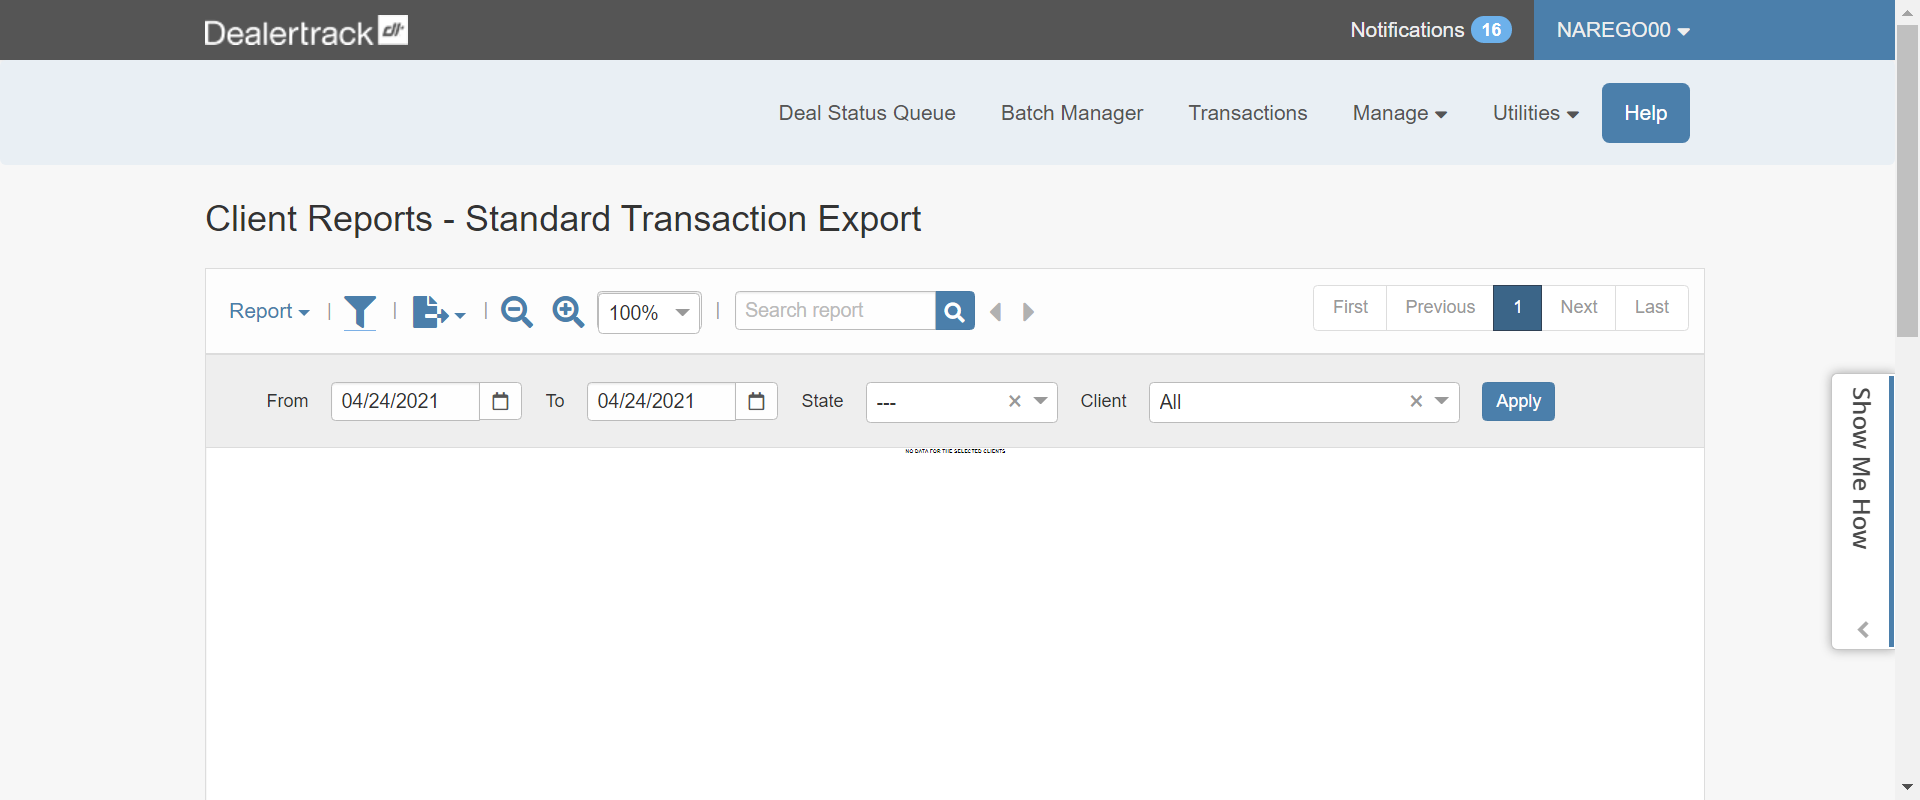 Dealertrack dt
Notifications 16
NAREGO00
Deal Status Queue Batch Manager Transactions Manage Utilities Help
Client Reports - Standard Transaction Export
Report | | | 100% | Search report First Previous 1 Next Last
From 04/24/2021 To 04/24/2021 State --- × Client All × Apply
NO DATA FOR THE SELECTED CLIENTS
Show Me How